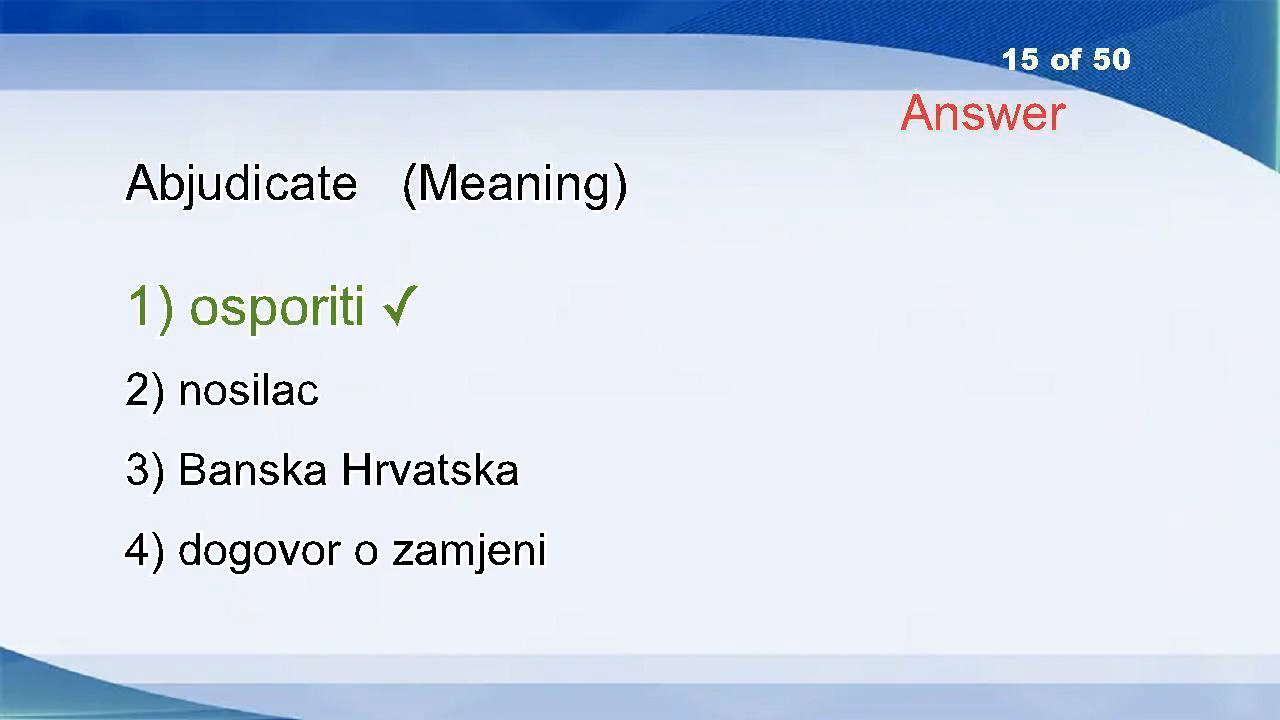 15 of 50
Answer
Abjudicate (Meaning)
1) osporiti ✓
2) nosilac
3) Banska Hrvatska
4) dogovor o zamjeni